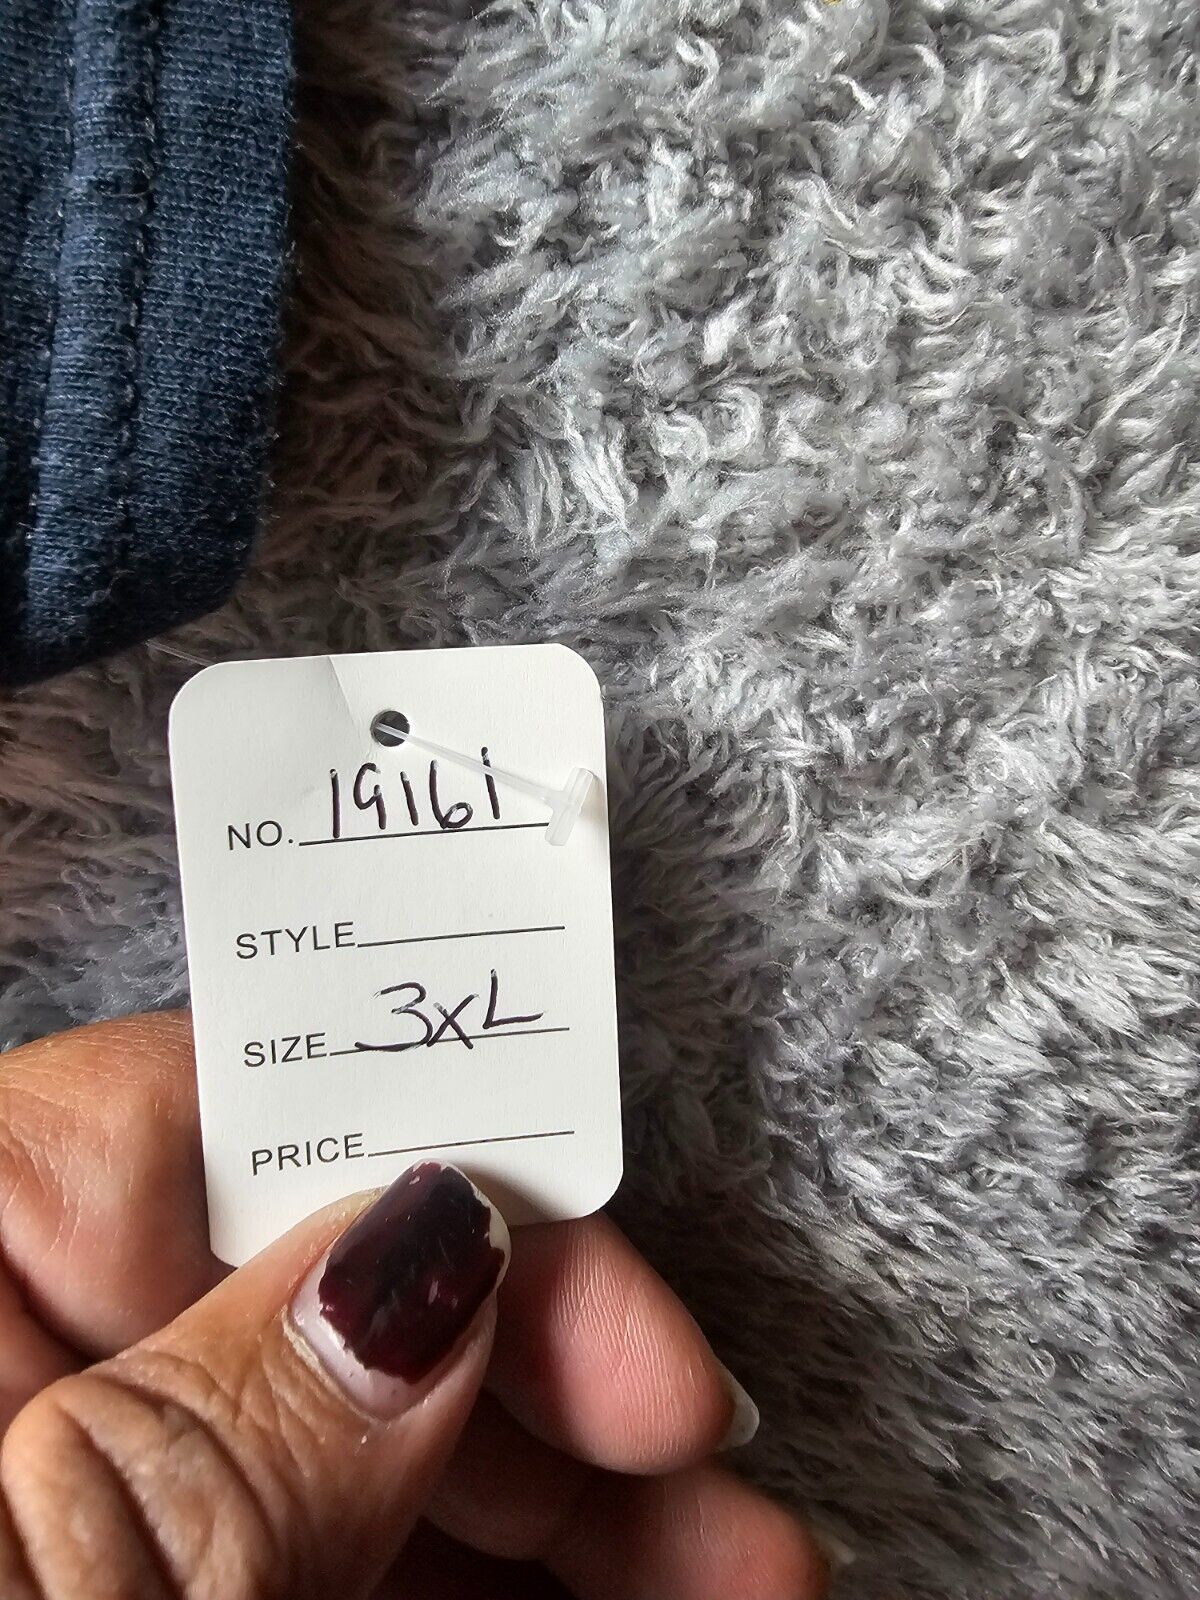 NO. 19161
STYLE
SIZE 3XL
PRICE